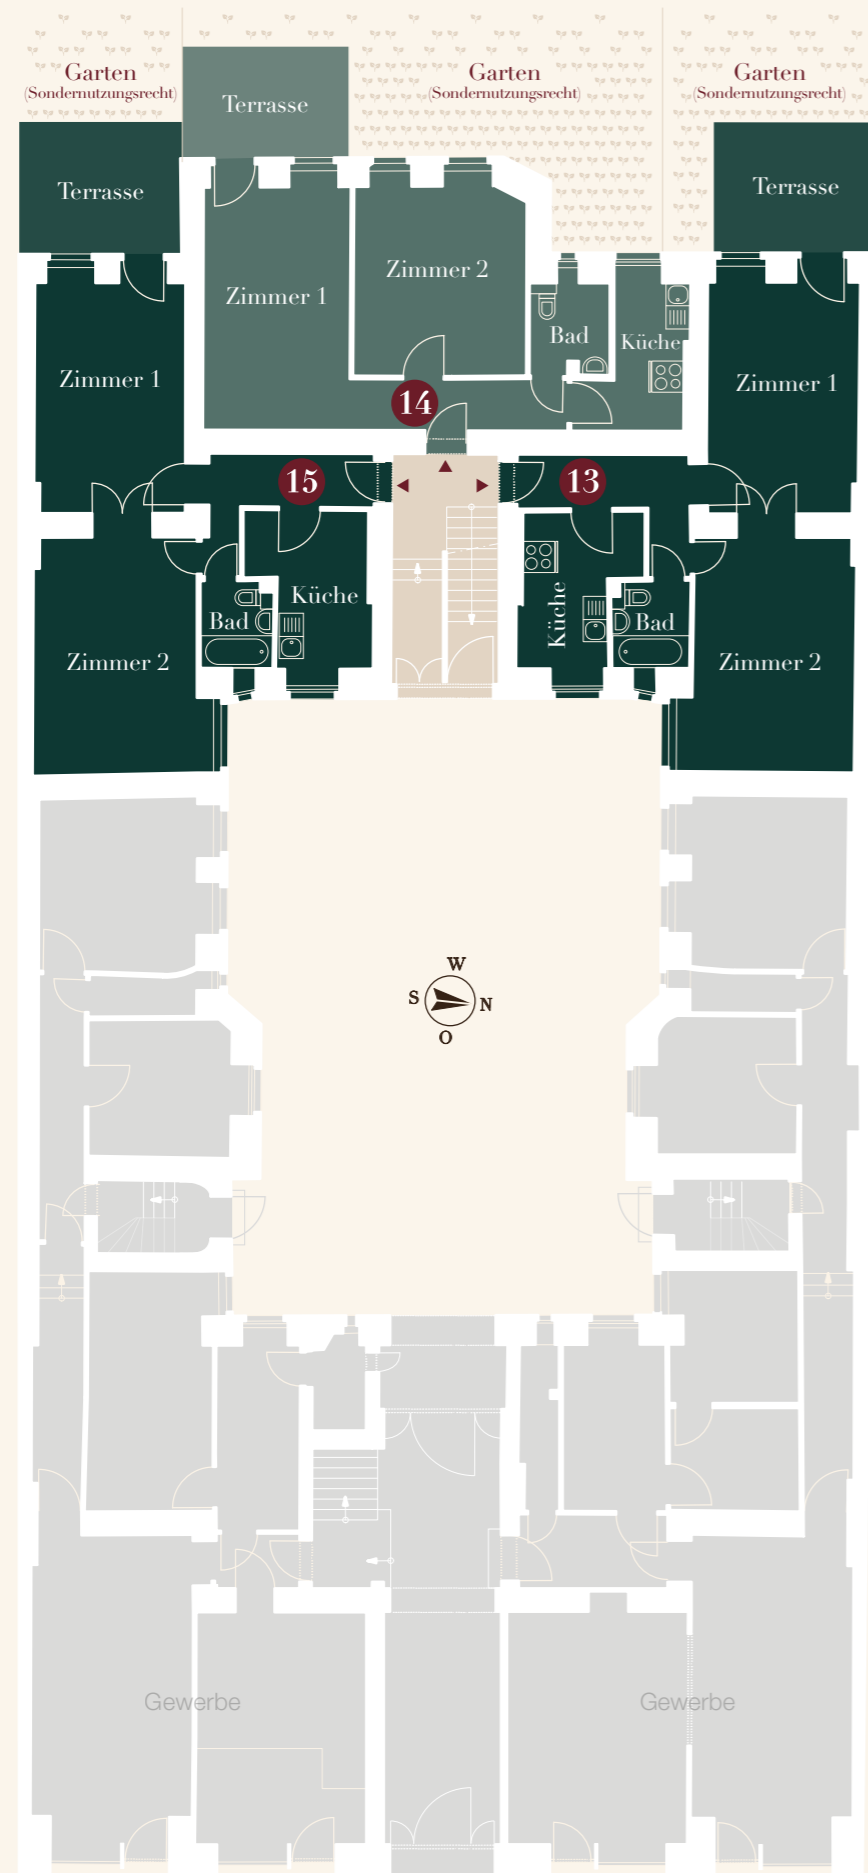 Garten
(Sondernutzungsrecht)
Garten
(Sondernutzungsrecht)
Garten
(Sondernutzungsrecht)
Terrasse
Terrasse
Terrasse
Zimmer 1
Zimmer 2
Bad
Küche
Zimmer 1
Zimmer 1
14
15
13
Küche
Bad
Zimmer 2
Küche
Bad
Zimmer 2
W
S
N
O
Gewerbe
Gewerbe